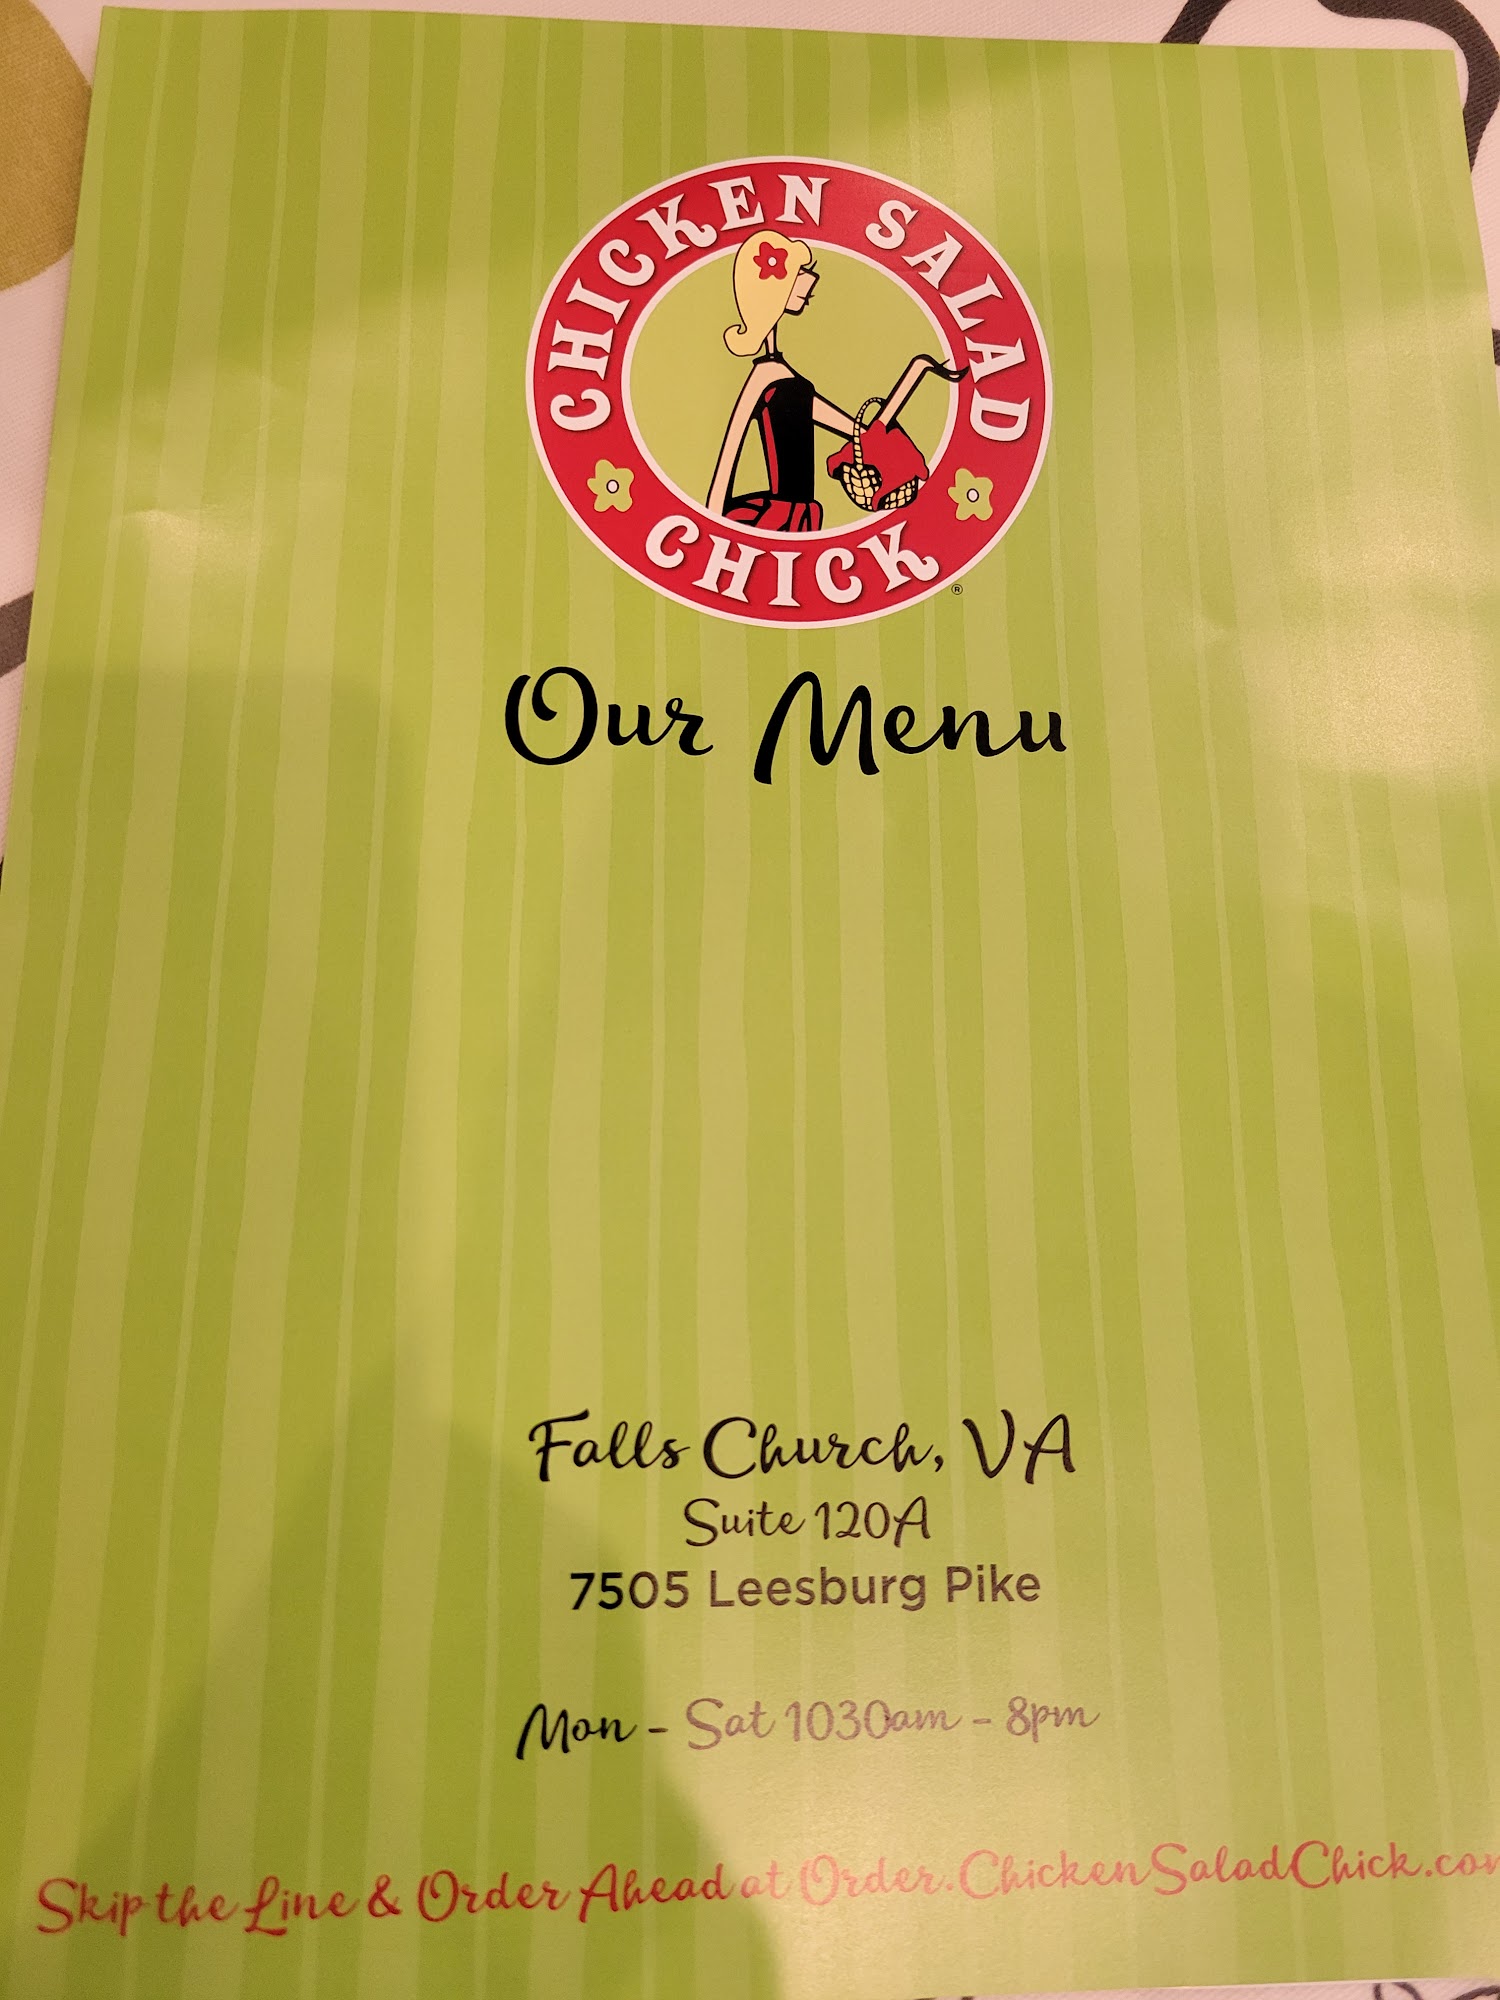 CHICKEN SALAD
CHICK
®
Our Menu
Falls Church, VA
Suite 120A
7505 Leesburg Pike
Mon - Sat 1030am - 8pm
Skip the Line & Order Ahead at Order.ChickenSaladChick.com